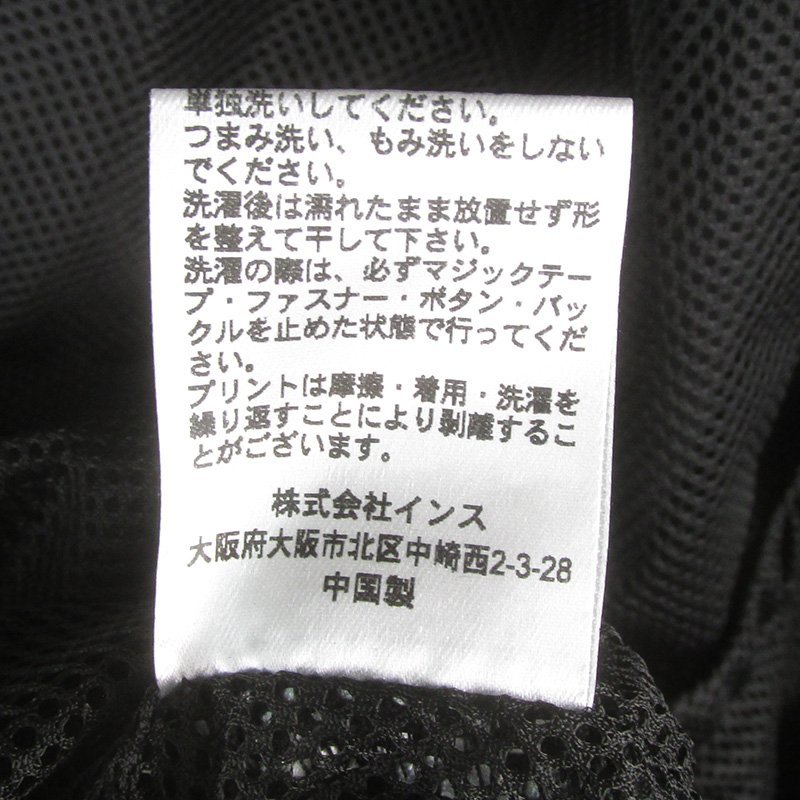 単独洗いしてください。
つまみ洗い、もみ洗いをしない
でください。
洗濯後は濡れたまま放置せず形
を整えて干して下さい。
洗濯の際は、必ずマジックテー
プ・ファスナー・ボタン・バッ
クルを止めた状態で行ってくだ
さい。
プリントは摩擦・着用・洗濯を
繰り返すことにより剥離するこ
とがございます。
株式会社インス
大阪府大阪市北区中崎西2-3-28
中国製